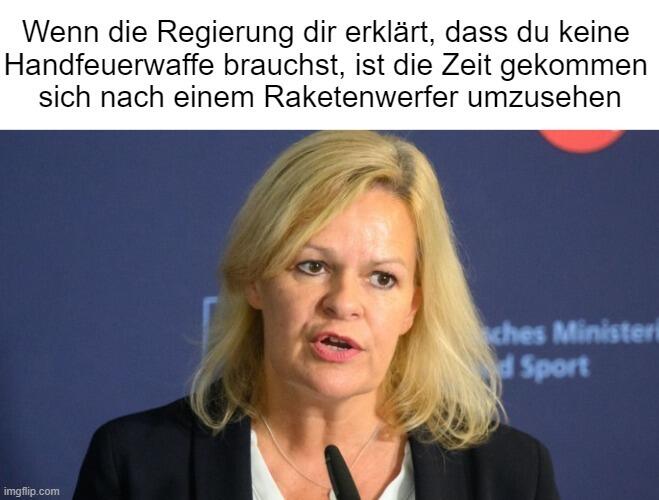 Wenn die Regierung dir erklärt, dass du keine
Handfeuerwaffe brauchst, ist die Zeit gekommen
sich nach einem Raketenwerfer umzusehen
ches Minister
d Sport
imgflip.com